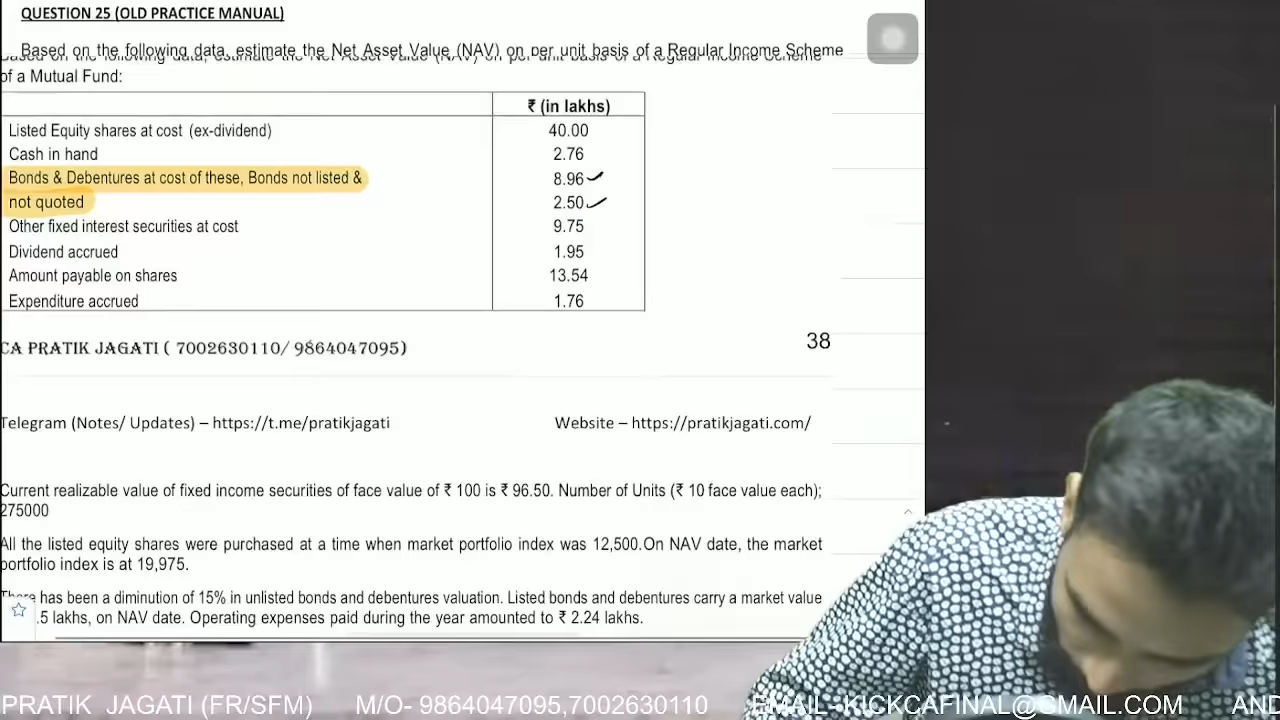 QUESTION 25 (OLD PRACTICE MANUAL)
Based on the following data, estimate the Net Asset Value (NAV) on per unit basis of a Regular Income Scheme
of a Mutual Fund:
₹ (in lakhs)
Listed Equity shares at cost (ex-dividend) 40.00
Cash in hand 2.76
Bonds & Debentures at cost of these, Bonds not listed & 8.96
not quoted 2.50
Other fixed interest securities at cost 9.75
Dividend accrued 1.95
Amount payable on shares 13.54
Expenditure accrued 1.76
CA PRATIK JAGATI ( 7002630110/ 9864047095)
38
Telegram (Notes/ Updates) – https://t.me/pratikjagati Website – https://pratikjagati.com/
Current realizable value of fixed income securities of face value of ₹ 100 is ₹ 96.50. Number of Units (₹ 10 face value each);
275000
All the listed equity shares were purchased at a time when market portfolio index was 12,500.On NAV date, the market
portfolio index is at 19,975.
There has been a diminution of 15% in unlisted bonds and debentures valuation. Listed bonds and debentures carry a market value
.5 lakhs, on NAV date. Operating expenses paid during the year amounted to ₹ 2.24 lakhs.
PRATIK JAGATI (FR/SFM) M/O- 9864047095,7002630110 EMAIL-KICKCAFINAL@GMAIL.COM AND